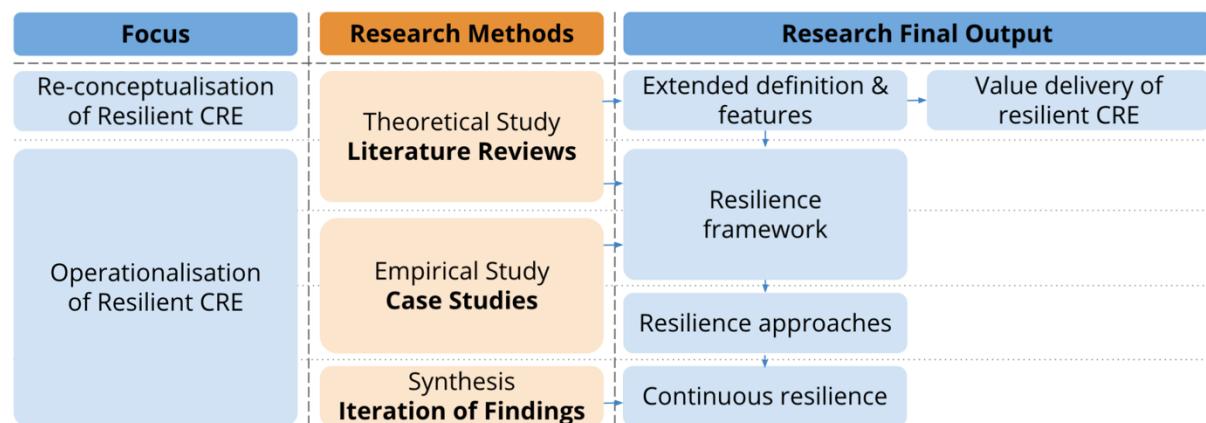 Focus
Research Methods
Research Final Output
Re-conceptualisation
of Resilient CRE
Theoretical Study
Literature Reviews
Extended definition &
features
Value delivery of
resilient CRE
Operationalisation
of Resilient CRE
Resilience
framework
Empirical Study
Case Studies
Resilience approaches
Synthesis
Iteration of Findings
Continuous resilience